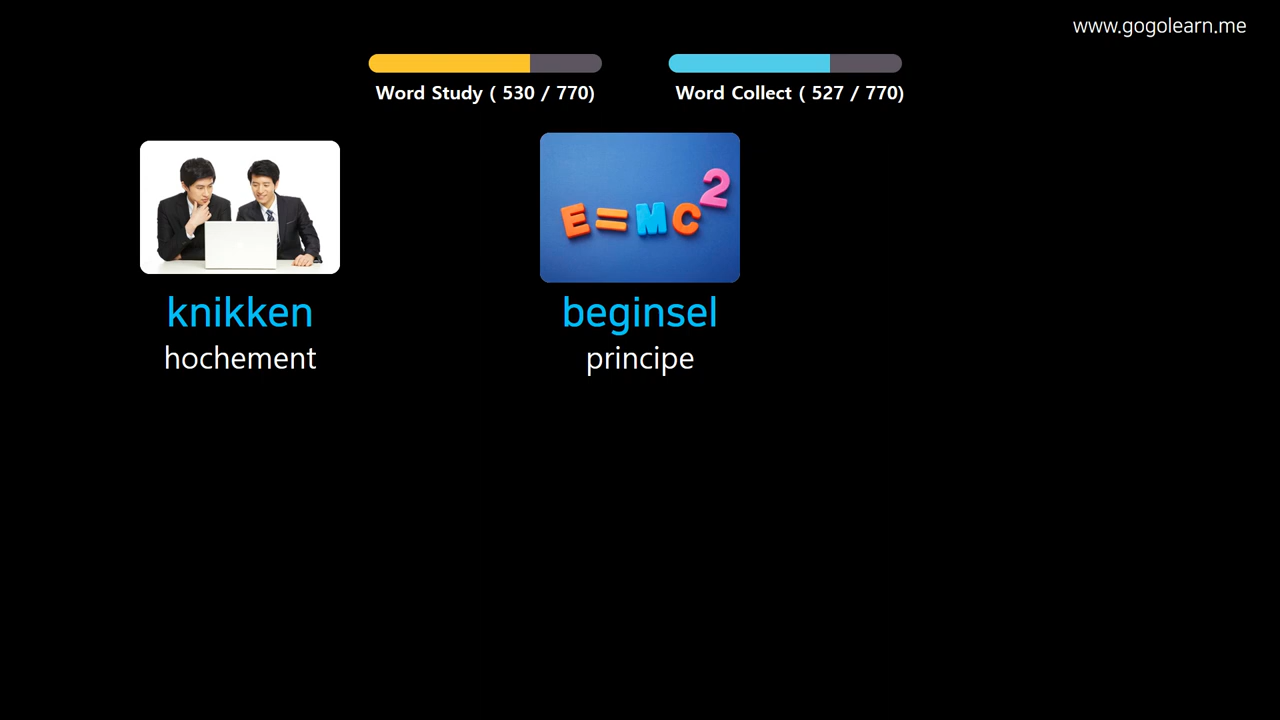 www.gogolearn.me
Word Study ( 530 / 770)
Word Collect ( 527 / 770)
E=MC2
knikken
beginsel
hochement
principe